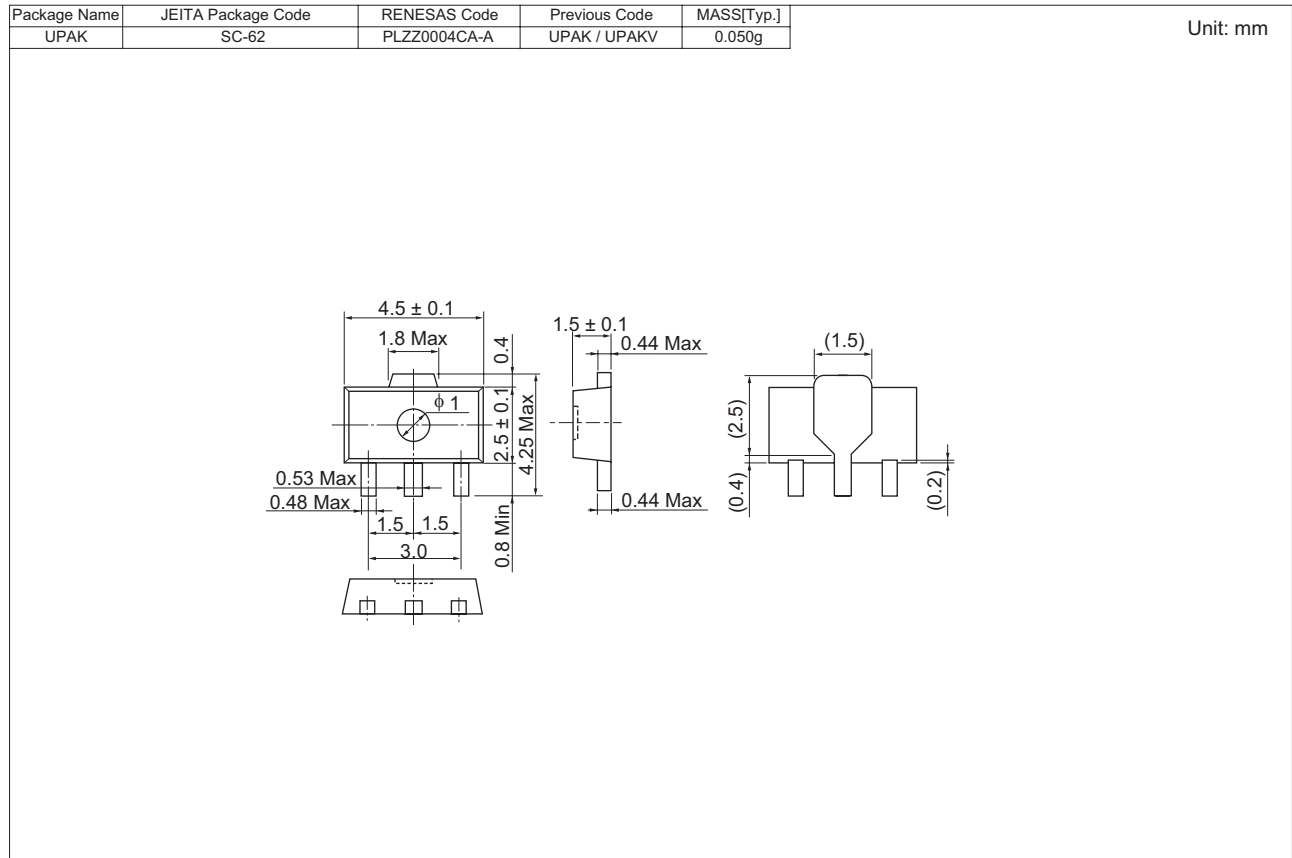 Package Name JEITA Package Code RENESAS Code Previous Code MASS[Typ.]
UPAK SC-62 PLZZ0004CA-A UPAK / UPAKV 0.050g
Unit: mm
4.5 ± 0.1
1.8 Max
0.4
ϕ 1
2.5 ± 0.1
4.25 Max
0.53 Max
0.48 Max
1.5 1.5
3.0
0.8 Min
1.5 ± 0.1
0.44 Max
0.44 Max
(1.5)
(2.5)
(0.4)
(0.2)